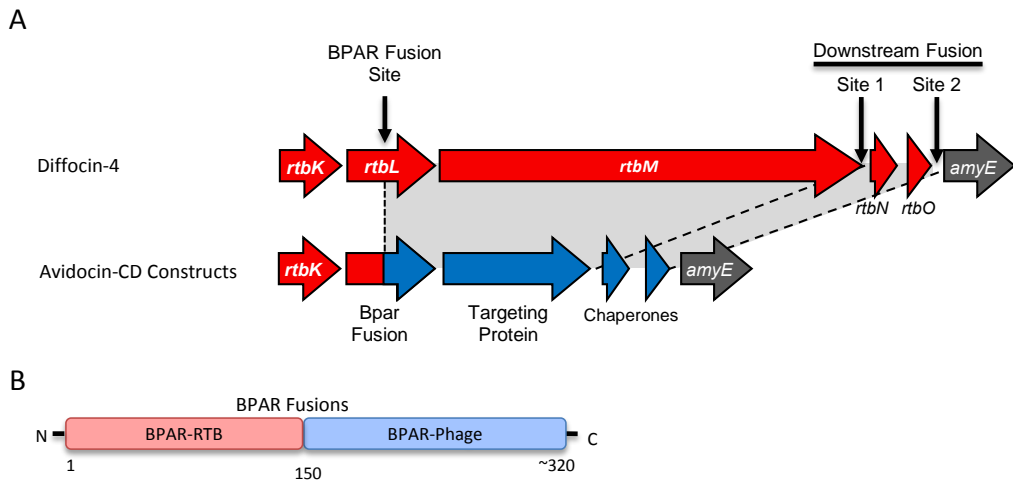 A
BPAR Fusion
Site
Downstream Fusion
Site 1 Site 2
Diffocin-4
rtbK rtbL rtbM amyE
rtbN rtbO
Avidocin-CD Constructs
rtbK amyE
Bpar
Fusion
Targeting
Protein
Chaperones
B
BPAR Fusions
N BPAR-RTB BPAR-Phage C
1 150 ~320